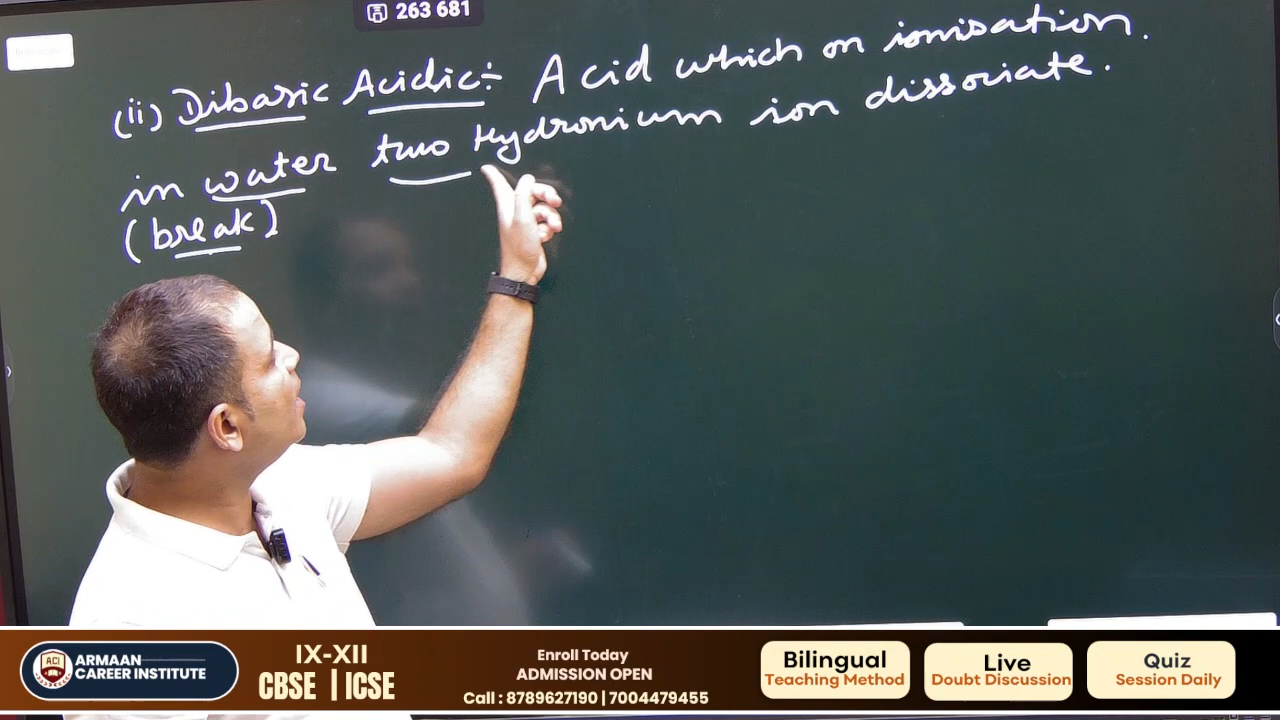 263 681
(ii) Dibasic Acidic:- Acid which on ionisation.
in water two Hydronium ion dissociate.
(break)
ACI
ARMAAN
CAREER INSTITUTE
IX-XII
CBSE | ICSE
Enroll Today
ADMISSION OPEN
Call : 8789627190 | 7004479455
Bilingual
Teaching Method
Live
Doubt Discussion
Quiz
Session Daily